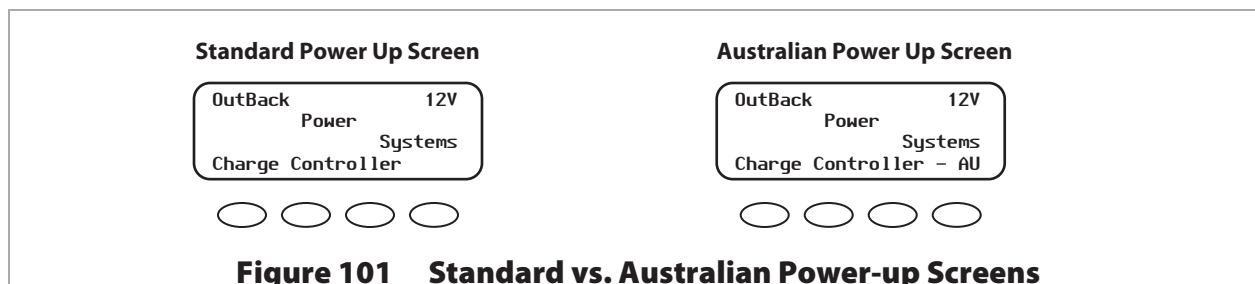 Standard Power Up Screen
OutBack 12V
Power
Systems
Charge Controller
Australian Power Up Screen
OutBack 12V
Power
Systems
Charge Controller - AU
Figure 101 Standard vs. Australian Power-up Screens